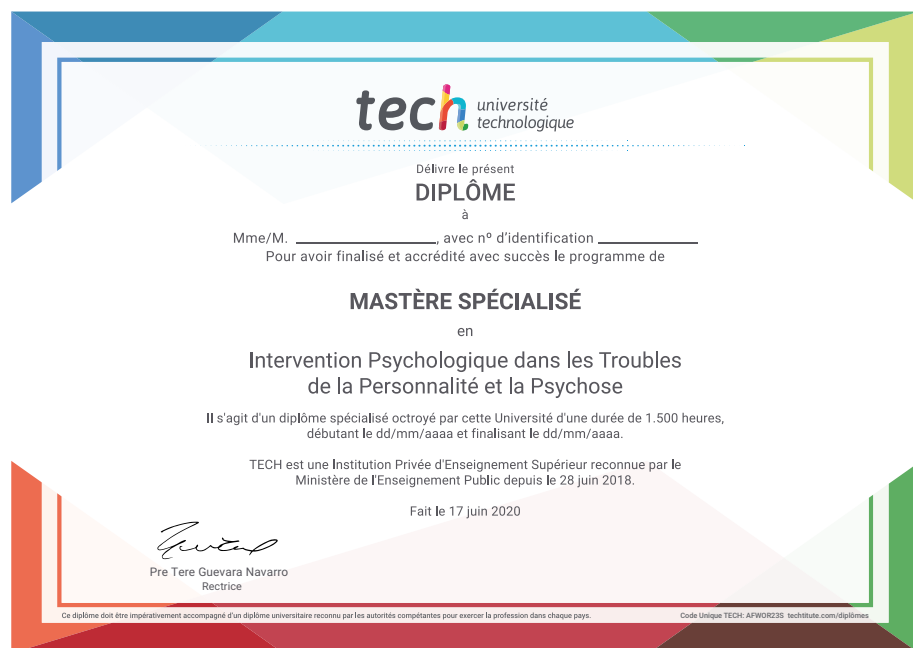 tech université
technologique
Délivre le présent
DIPLÔME
à
Mme/M. ____________, avec nº d'identification ____________
Pour avoir finalisé et accrédité avec succès le programme de
MASTÈRE SPÉCIALISÉ
en
Intervention Psychologique dans les Troubles
de la Personnalité et la Psychose
Il s'agit d'un diplôme spécialisé octroyé par cette Université d'une durée de 1.500 heures,
débutant le dd/mm/aaaa et finalisant le dd/mm/aaaa.
TECH est une Institution Privée d'Enseignement Supérieur reconnue par le
Ministère de l'Enseignement Public depuis le 28 juin 2018.
Fait le 17 juin 2020
Pre Tere Guevara Navarro
Rectrice
Ce diplôme doit être impérativement accompagné d'un diplôme universitaire reconnu par les autorités compétantes pour exercer la profession dans chaque pays.
Code Unique TECH: AFWOR23S techtitute.com/diplômes